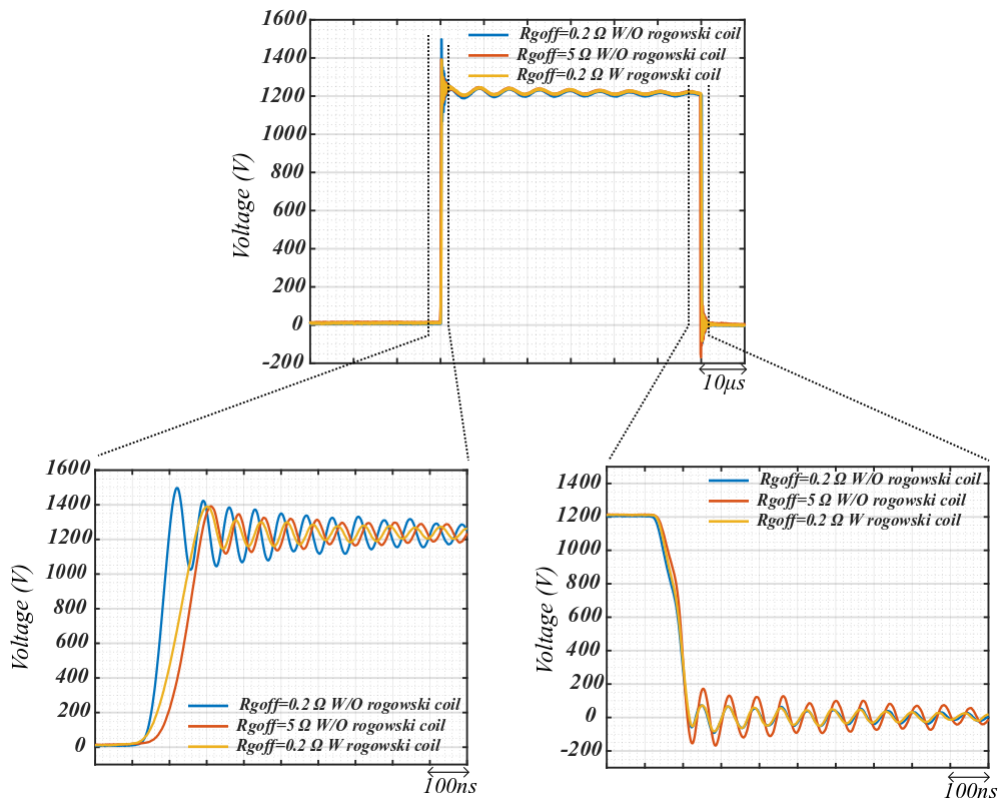 1600
1400
1200
1000
800
600
400
200
0
-200
Voltage (V)
Rgoff=0.2 Ω W/O rogowski coil
Rgoff=5 Ω W/O rogowski coil
Rgoff=0.2 Ω W rogowski coil
10μs
1600
1400
1200
1000
800
600
400
200
0
Voltage (V)
Rgoff=0.2 Ω W/O rogowski coil
Rgoff=5 Ω W/O rogowski coil
Rgoff=0.2 Ω W rogowski coil
100ns
1400
1200
1000
800
600
400
200
0
-200
Voltage (V)
Rgoff=0.2 Ω W/O rogowski coil
Rgoff=5 Ω W/O rogowski coil
Rgoff=0.2 Ω W rogowski coil
100ns